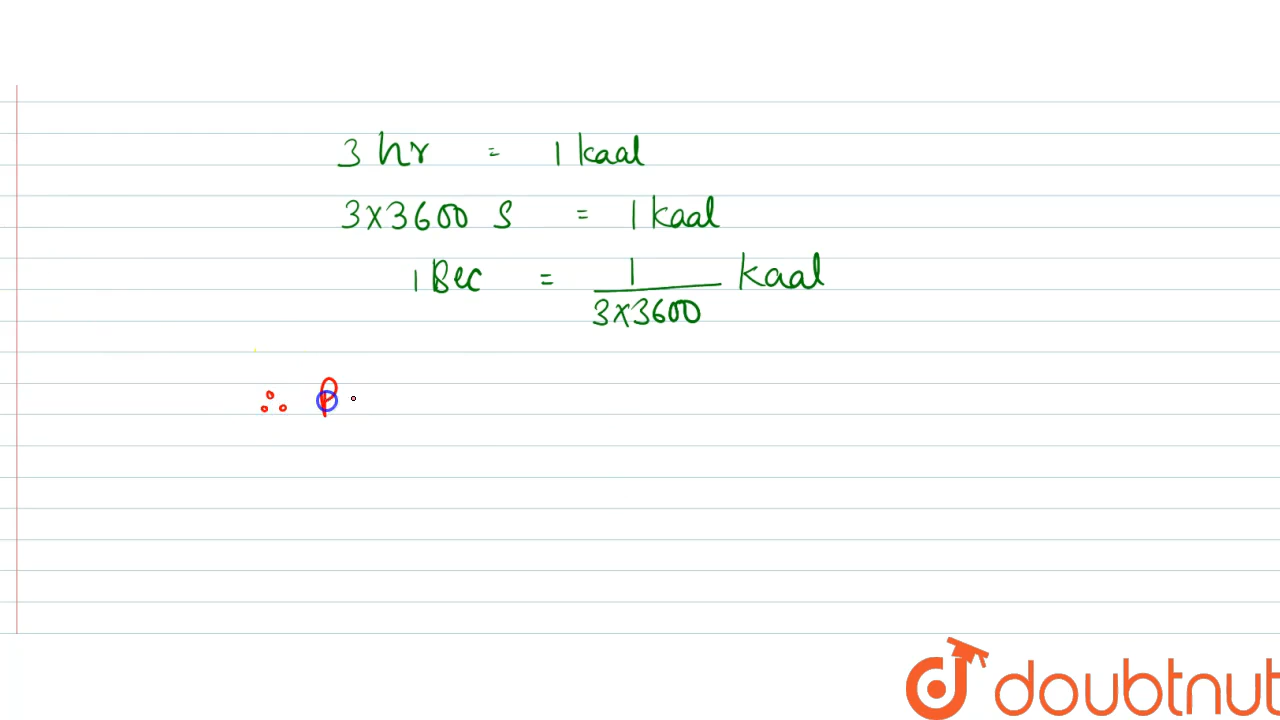 3 hr = 1 kaal
3x3600 S = 1 kaal
1 Sec = 1/3x3600 kaal
∴ P
doubtnut